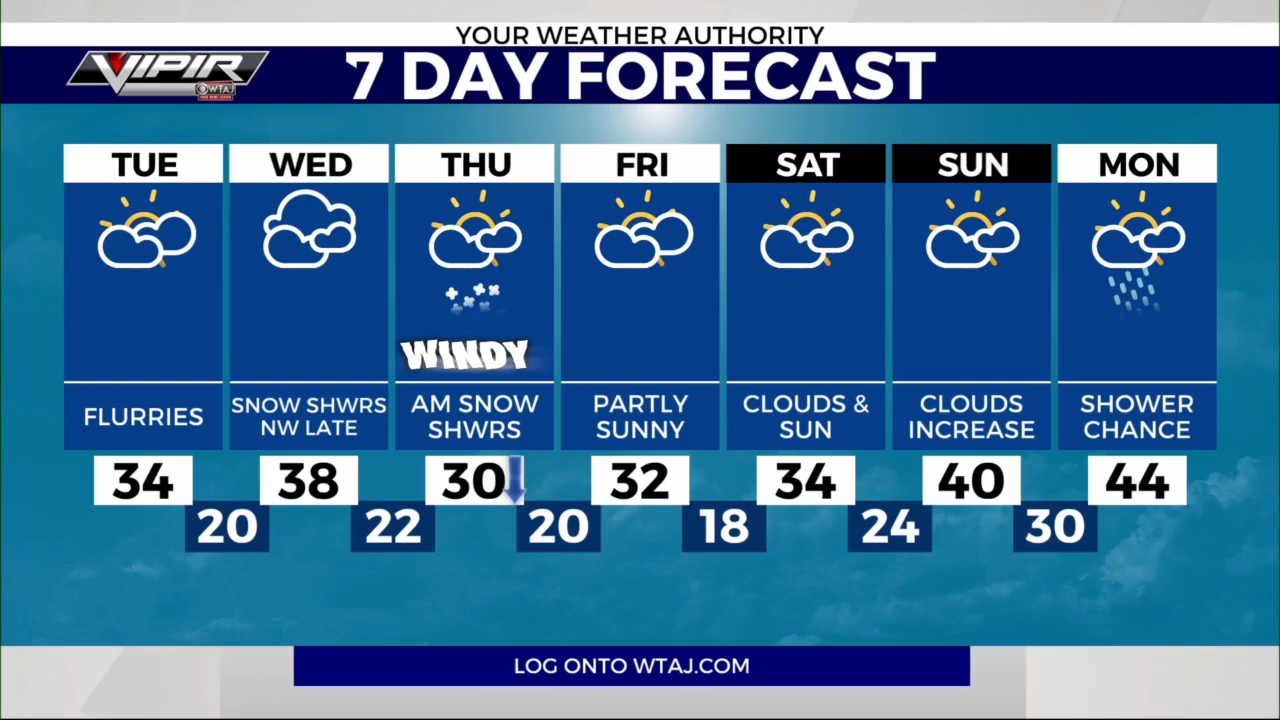 YOUR WEATHER AUTHORITY
VIPIR
WTAJ
7 DAY FORECAST
TUE WED THU FRI SAT SUN MON
WINDY
FLURRIES
SNOW SHWRS
NW LATE
AM SNOW
SHWRS
PARTLY
SUNNY
CLOUDS &
SUN
CLOUDS
INCREASE
SHOWER
CHANCE
34 38 30 32 34 40 44
20 22 20 18 24 30
LOG ONTO WTAJ.COM